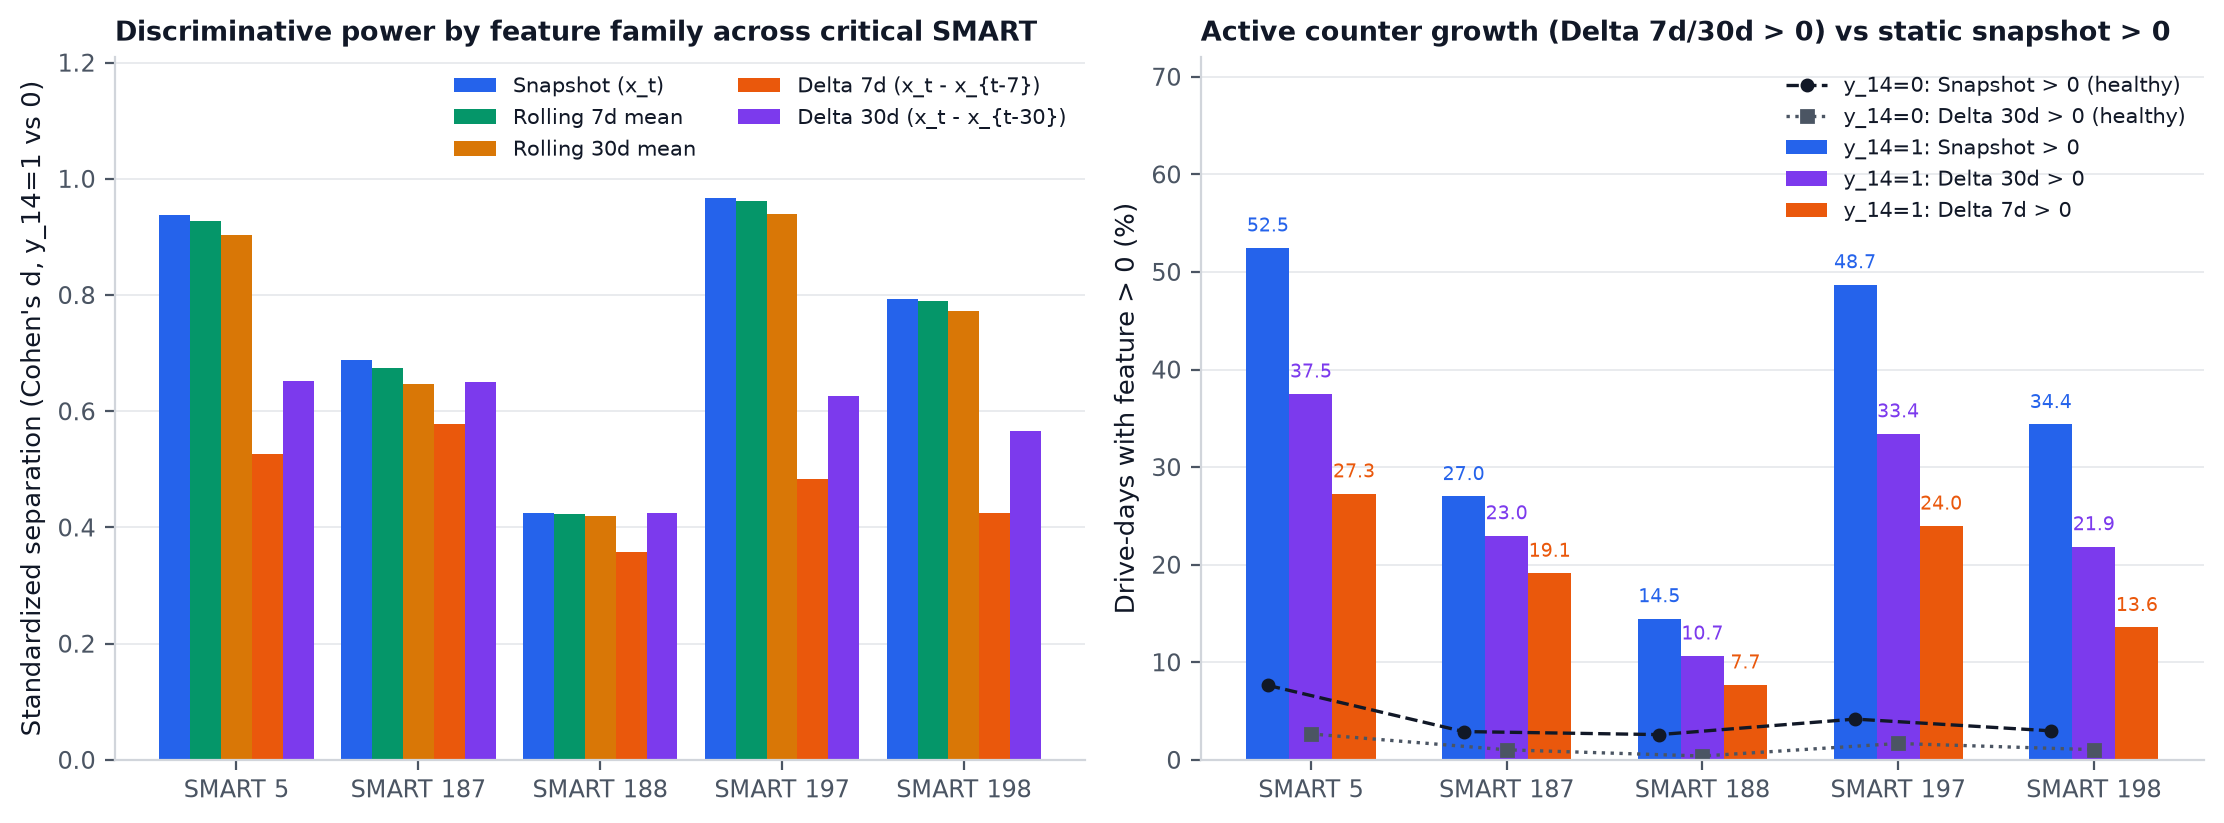 Discriminative power by feature family across critical SMART
Standardized separation (Cohen's d, y_14=1 vs 0)
1.2
1.0
0.8
0.6
0.4
0.2
0.0
Snapshot (x_t)
Rolling 7d mean
Rolling 30d mean
Delta 7d (x_t - x_{t-7})
Delta 30d (x_t - x_{t-30})
SMART 5
SMART 187
SMART 188
SMART 197
SMART 198
Active counter growth (Delta 7d/30d > 0) vs static snapshot > 0
Drive-days with feature > 0 (%)
70
60
50
40
30
20
10
0
y_14=0: Snapshot > 0 (healthy)
y_14=0: Delta 30d > 0 (healthy)
y_14=1: Snapshot > 0
y_14=1: Delta 30d > 0
y_14=1: Delta 7d > 0
52.5
37.5
27.3
27.0
23.0
19.1
14.5
10.7
7.7
48.7
33.4
24.0
34.4
21.9
13.6
SMART 5
SMART 187
SMART 188
SMART 197
SMART 198